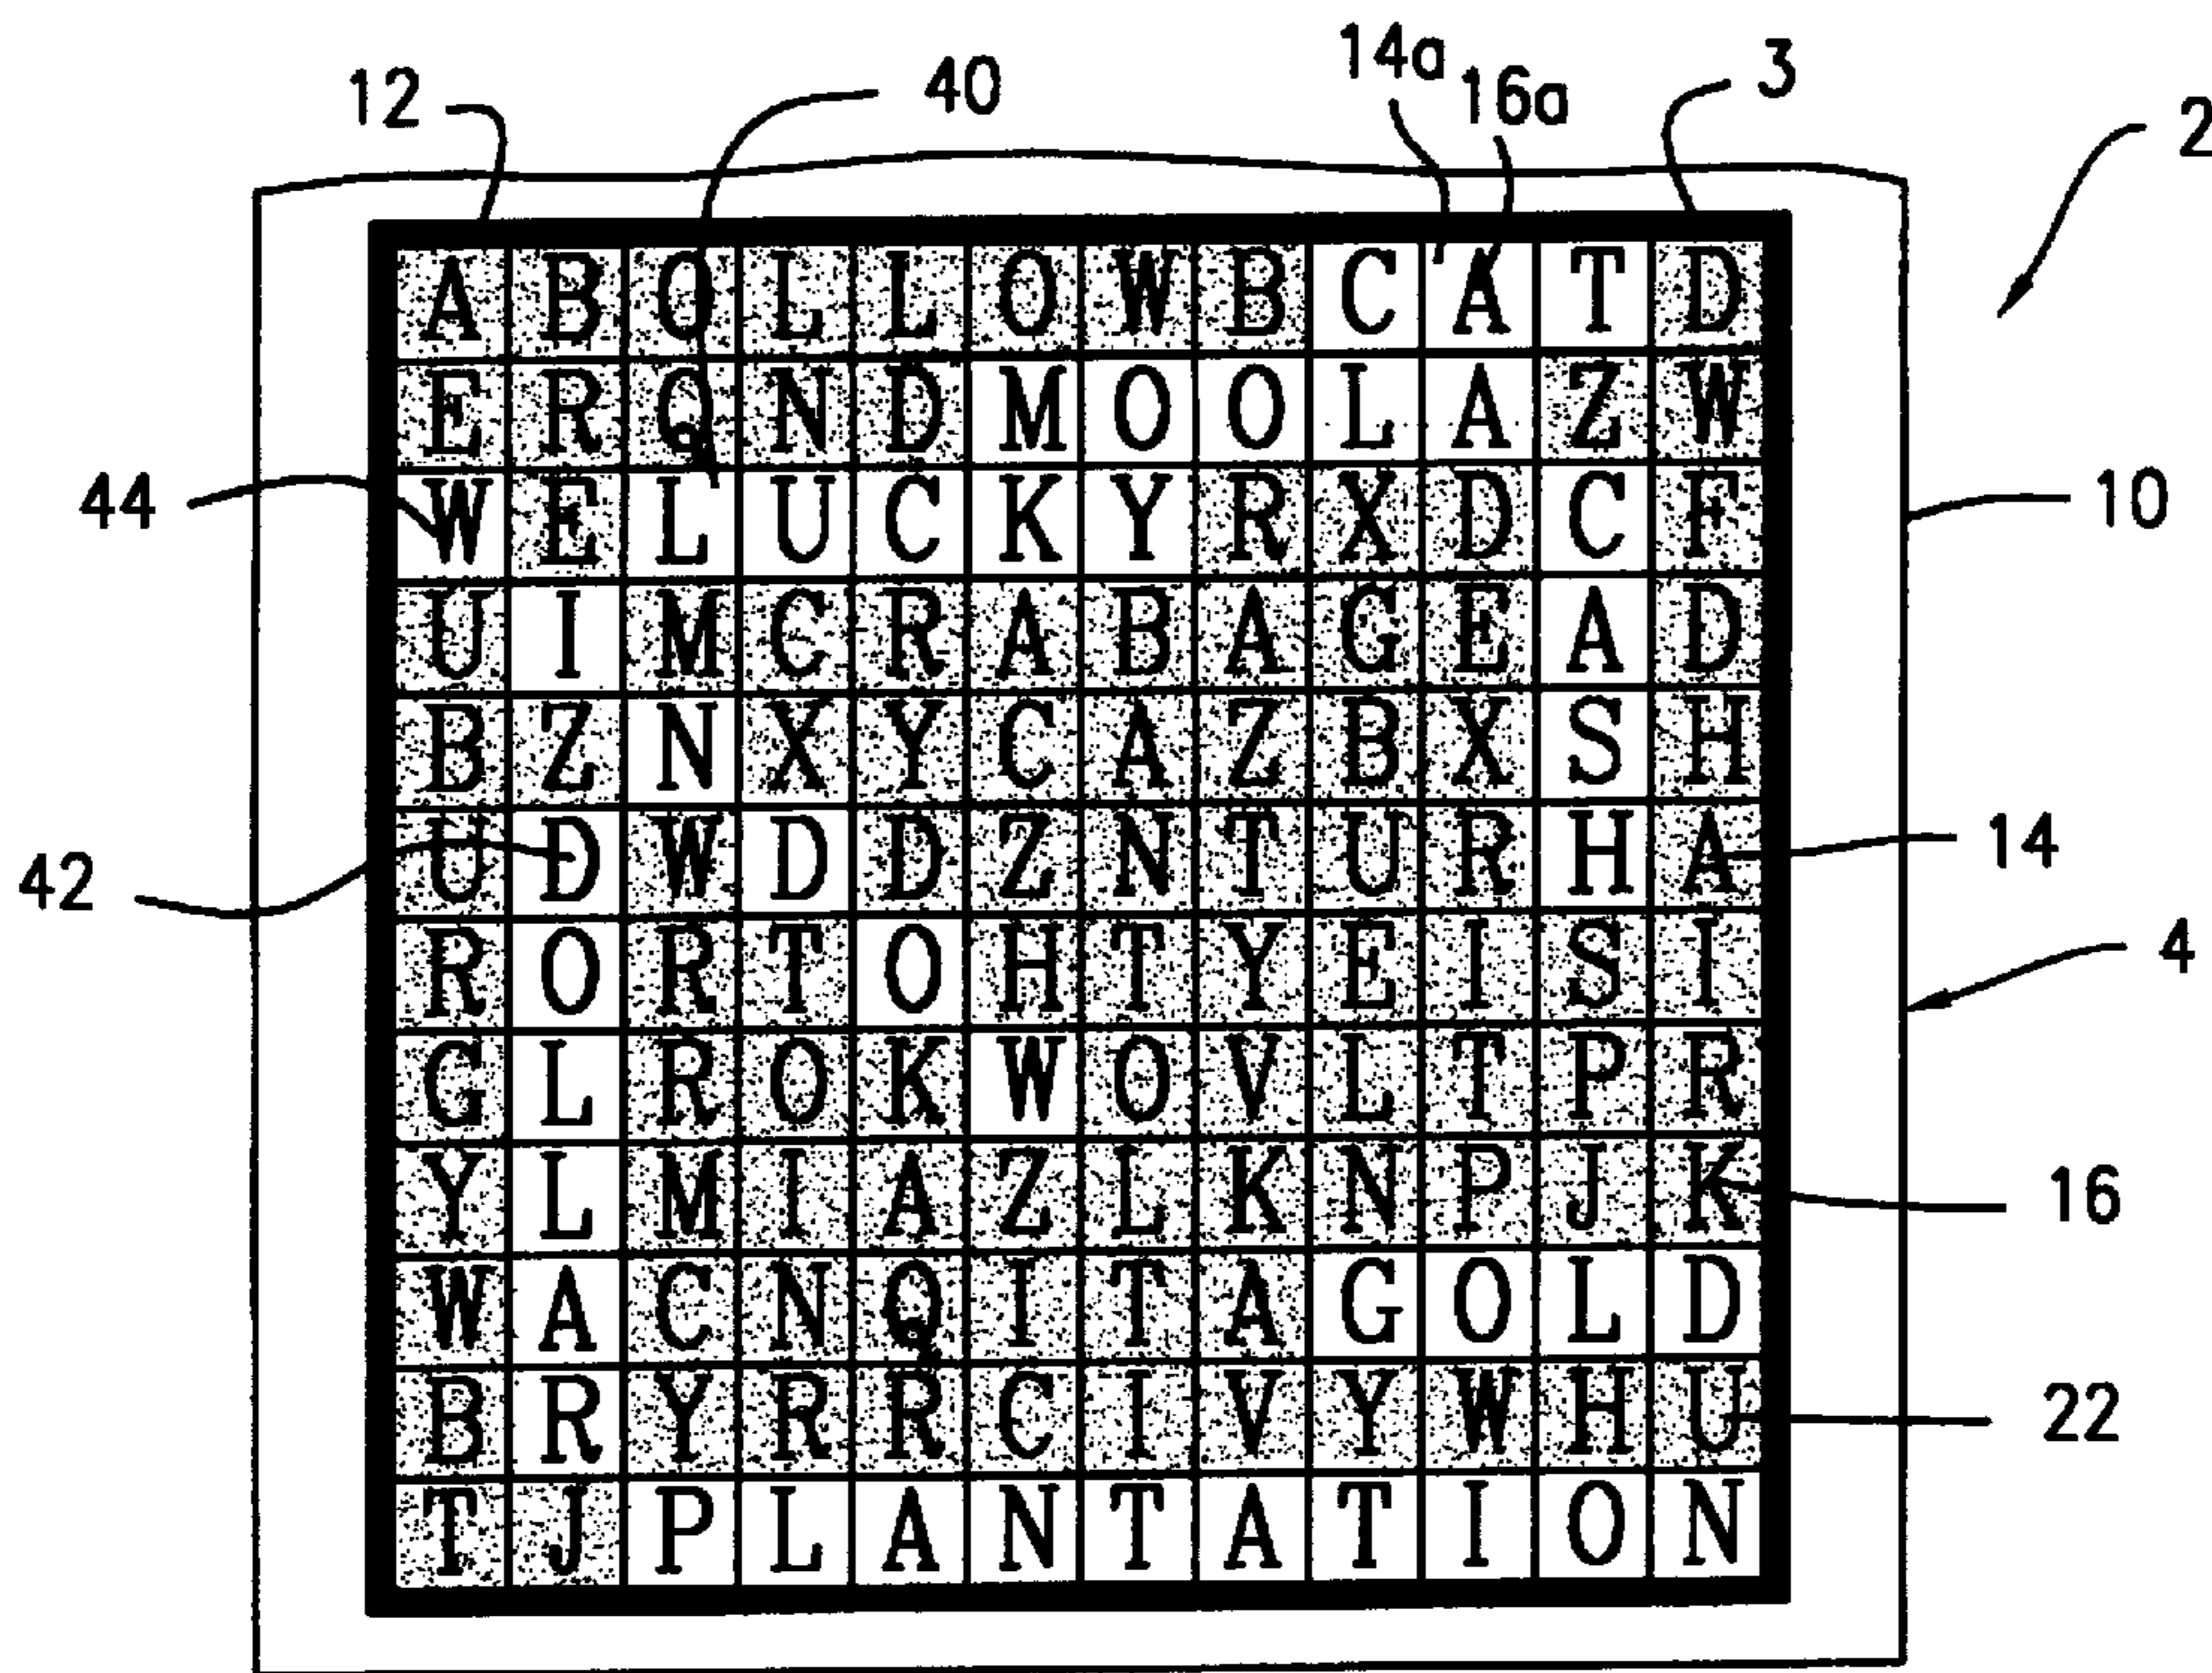 12 40 14a 16a 3 2
A B O L L O W B C A T D
E R Q N D M O O L A Z W
44 W E L U C K Y R X D C F 10
U I M C R A B A G E A D
B Z N X Y C A Z B X S H
42 U D W D D Z N T U R H A 14
R O R T O H T Y E I S I 4
G L R O K W O V L T P R
Y L M I A Z L K N P J K 16
W A C N Q I T A G O L D
B R Y R R C I V Y W H U 22
T J P L A N T A T I O N